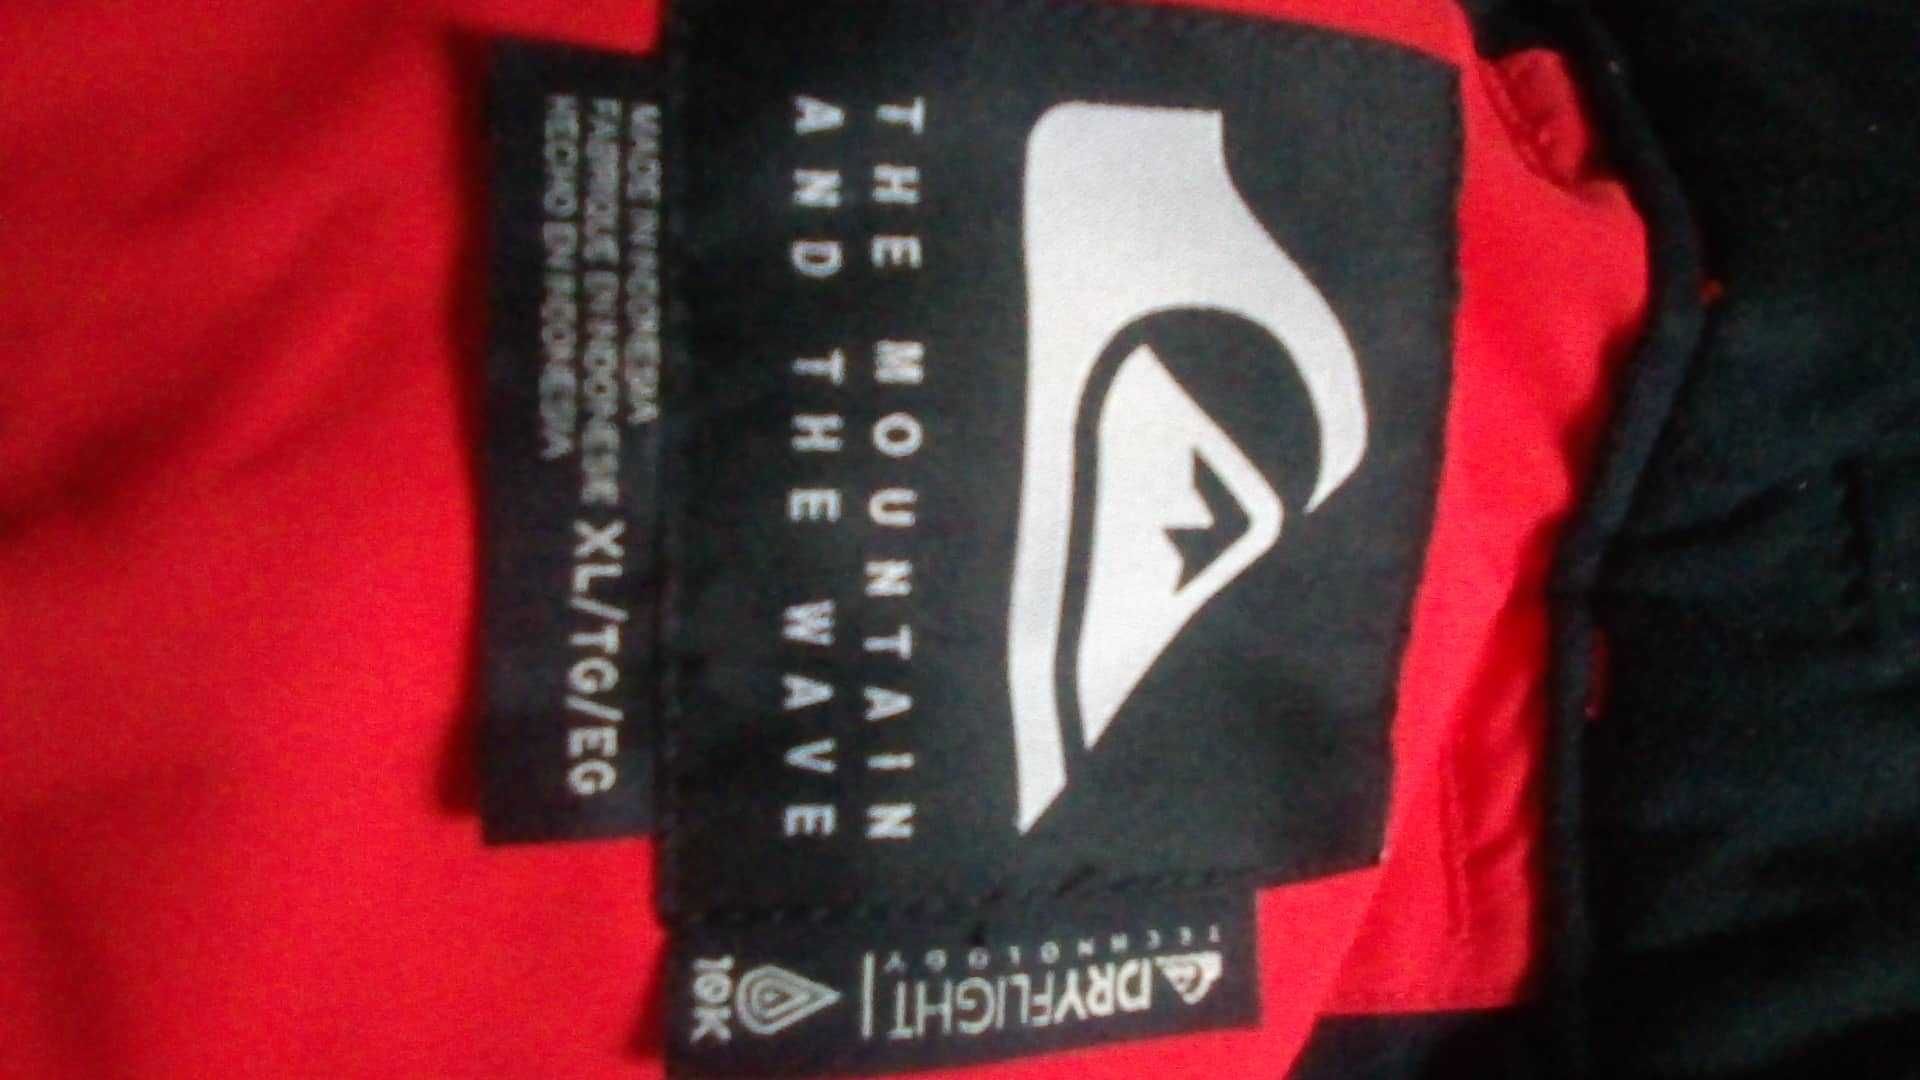 THE MOUNTAIN
AND THE WAVE
MADE IN INDONESIA
FABRIQUE EN INDONESIE XL/TG/EG
HECHO EN INDONESIA
DRYFLIGHT
TECHNOLOGY
10K